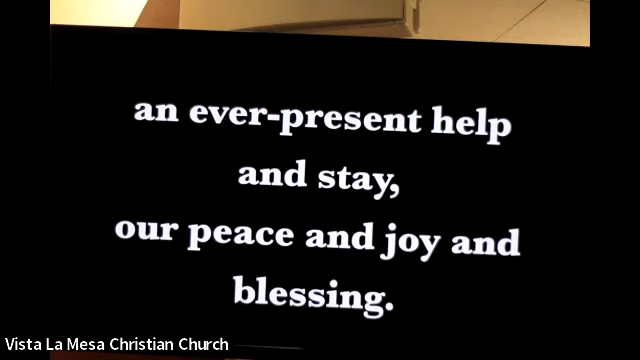 an ever-present help
and stay,
our peace and joy and
blessing.
Vista La Mesa Christian Church